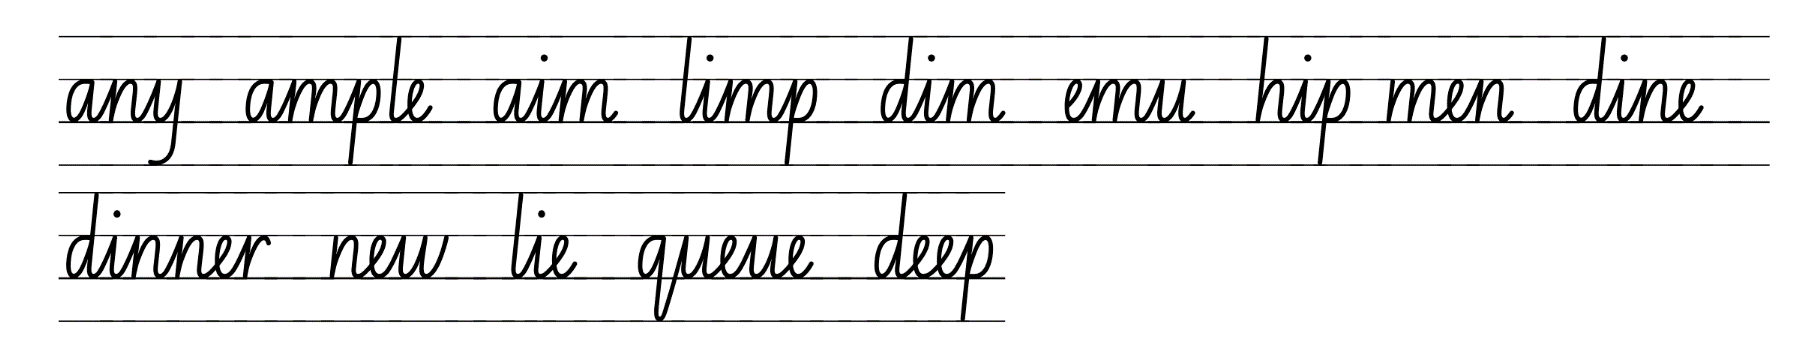 any ample aim limp dim emu hip men dine
dinner new lie queue deep